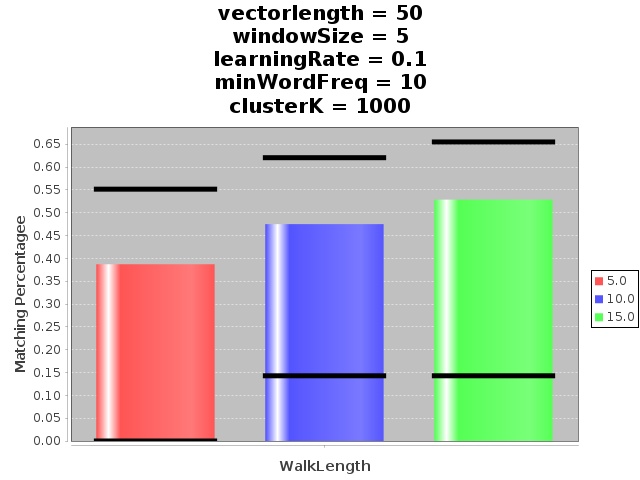 vectorlength = 50
windowSize = 5
learningRate = 0.1
minWordFreq = 10
clusterK = 1000
0.65
0.60
0.55
0.50
0.45
0.40
0.35
0.30
0.25
0.20
0.15
0.10
0.05
0.00
Matching Percentagee
WalkLength
5.0
10.0
15.0